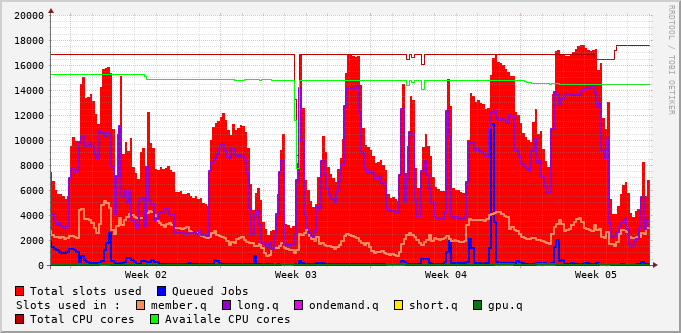 20000
18000
16000
14000
12000
10000
8000
6000
4000
2000
0
Week 02 Week 03 Week 04 Week 05
RRDTOOL / TOBI OETIKER
Total slots used Queued Jobs
Slots used in : member.q long.q ondemand.q short.q gpu.q
Total CPU cores Availale CPU cores